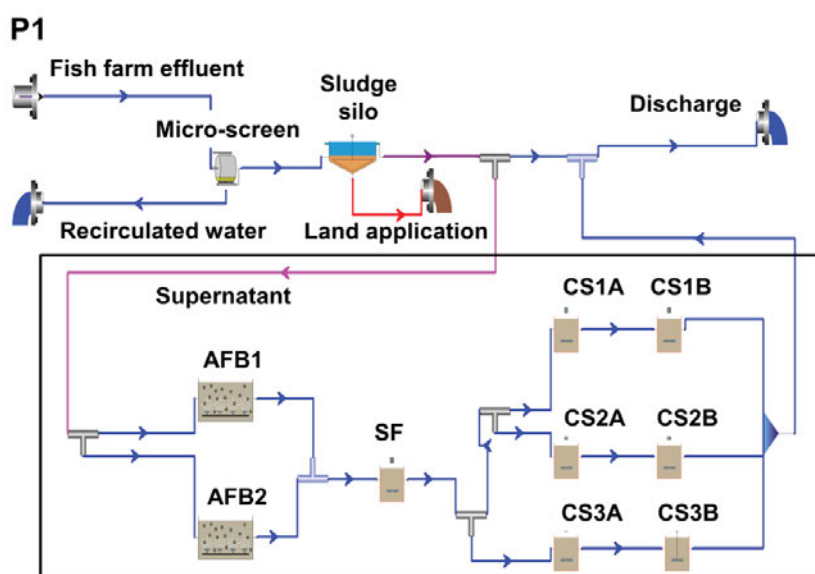 P1
Fish farm effluent
Sludge
silo
Discharge
Micro-screen
Recirculated water
Land application
Supernatant
CS1A
CS1B
AFB1
SF
CS2A
CS2B
AFB2
CS3A
CS3B